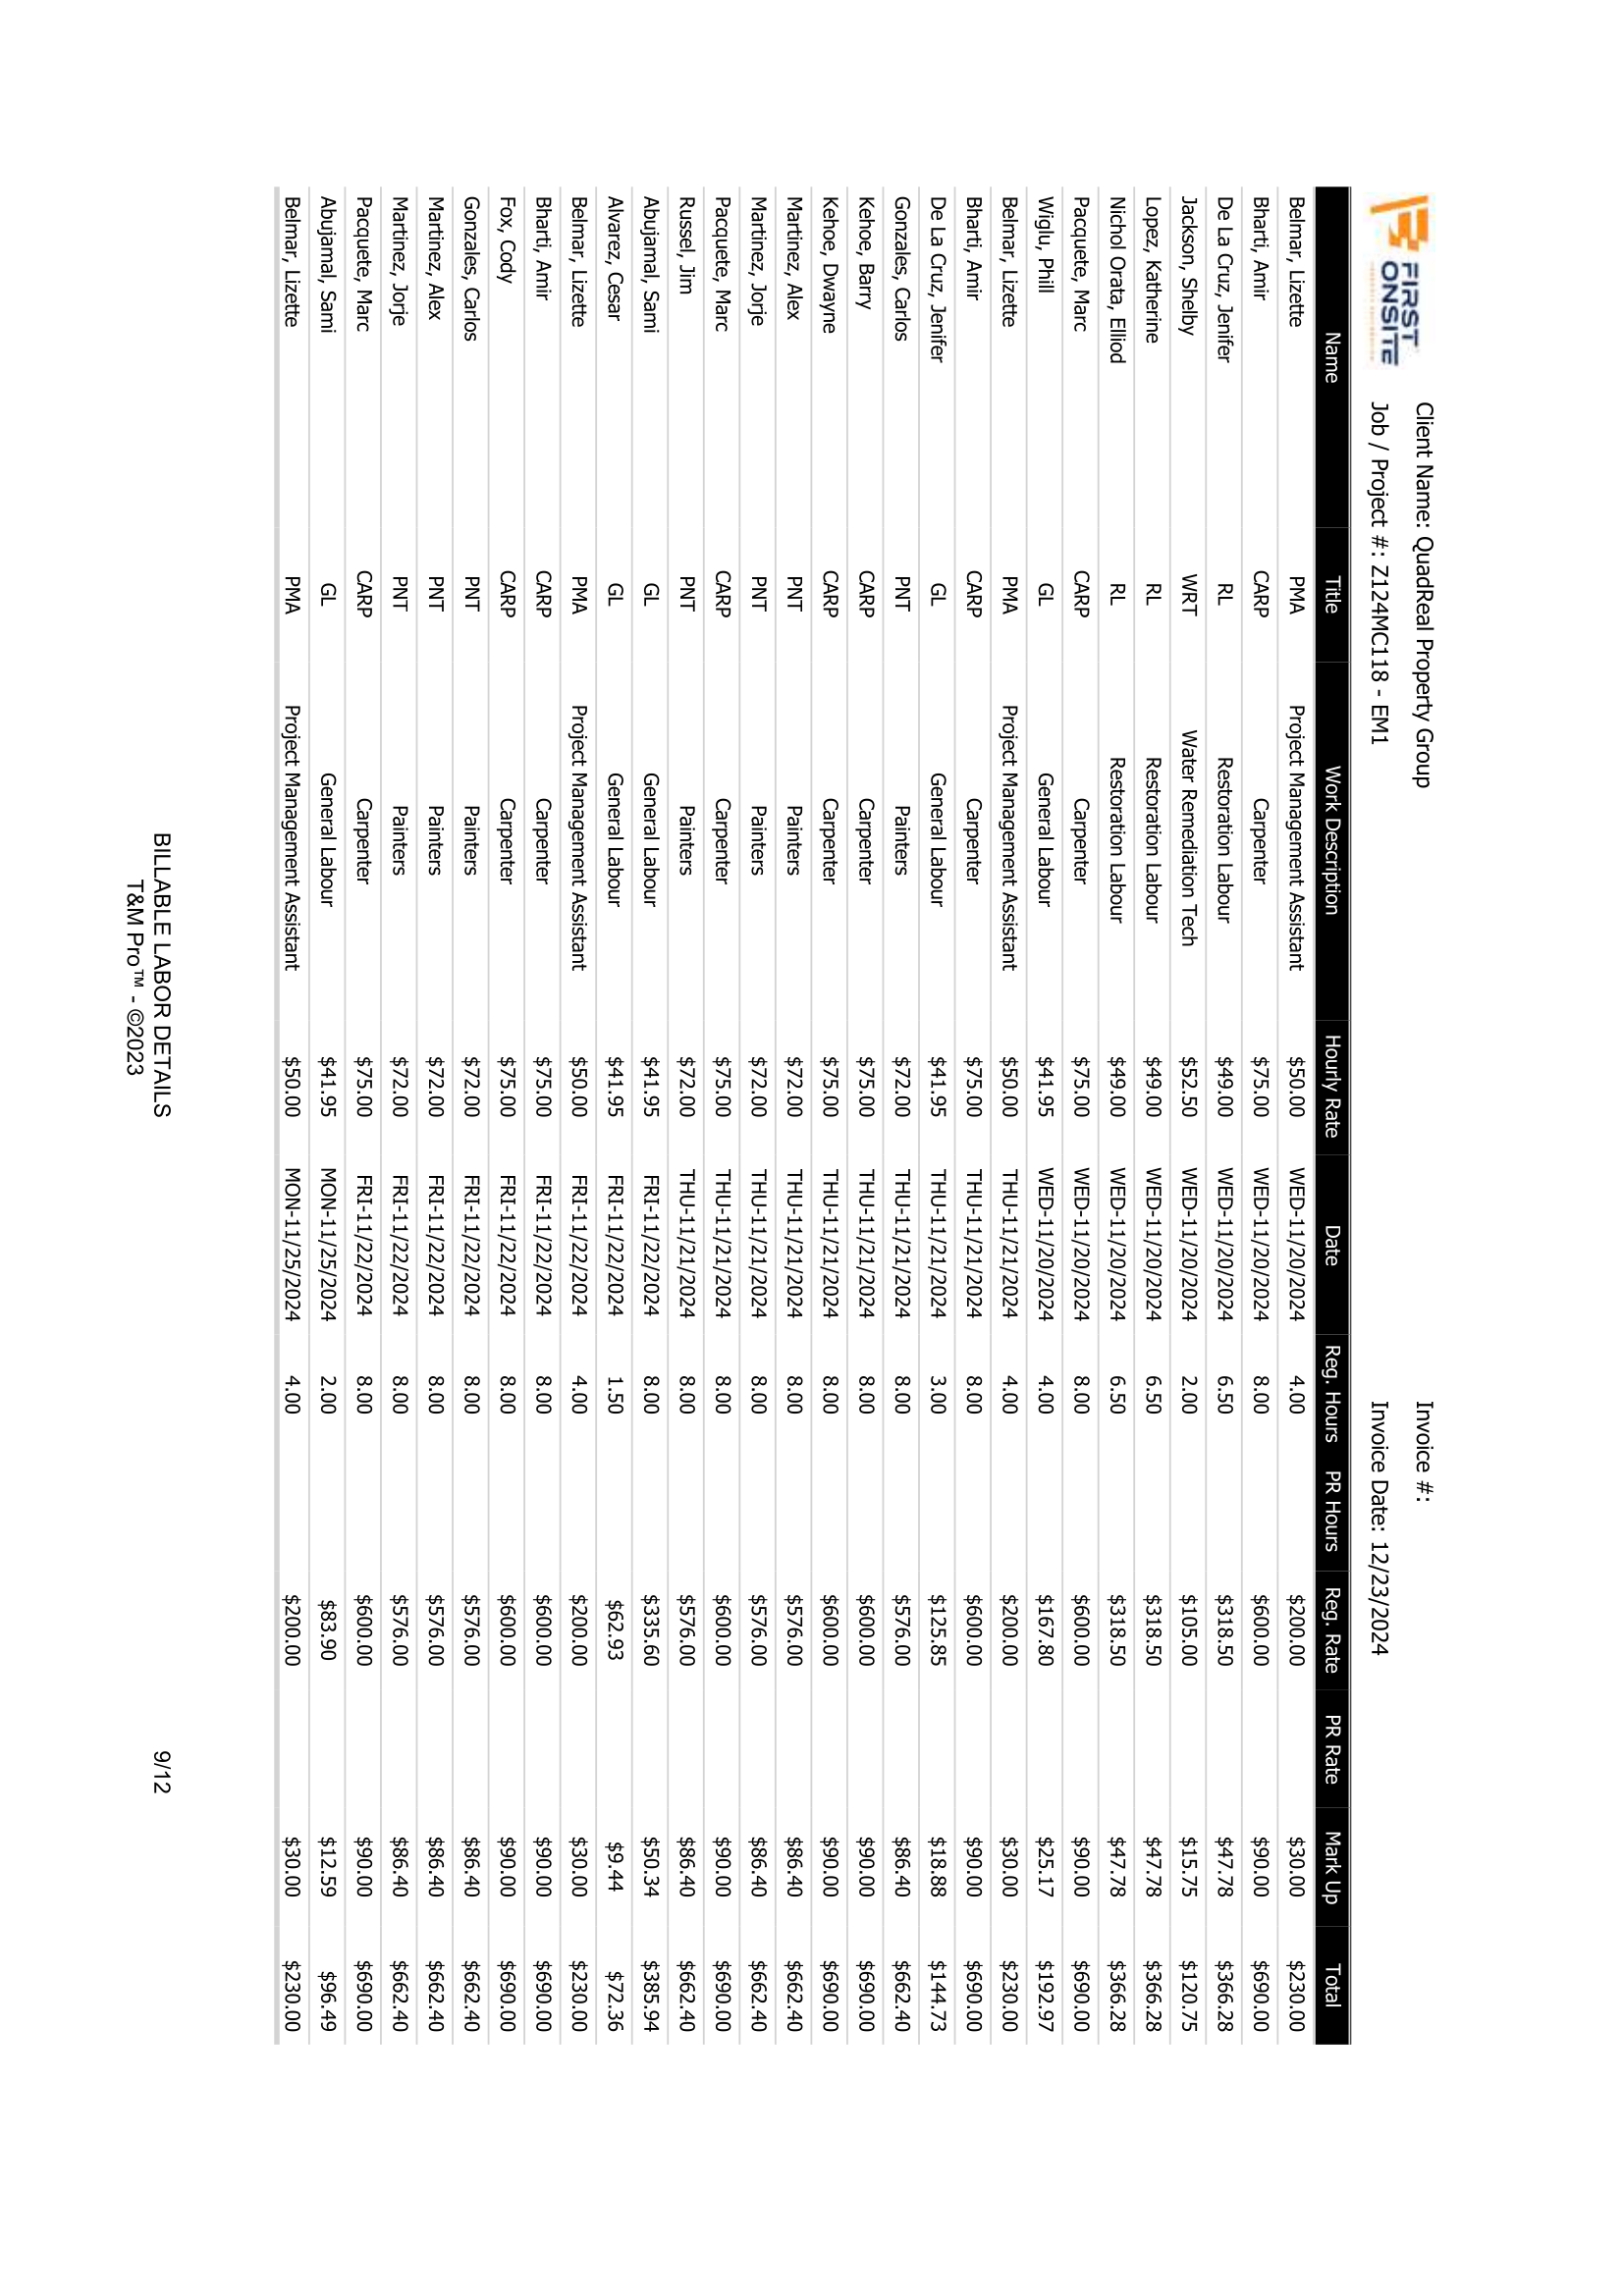 FIRST
ONSITE
Client Name: QuadReal Property Group Invoice #:
Job / Project #: Z124MC118 - EM1 Invoice Date: 12/23/2024
Name Title Work Description Hourly Rate Date Reg. Hours PR Hours Reg. Rate PR Rate Mark Up Total
Belmar, Lizette PMA Project Management Assistant $50.00 WED-11/20/2024 4.00 $200.00 $30.00 $230.00
Bharti, Amir CARP Carpenter $75.00 WED-11/20/2024 8.00 $600.00 $90.00 $690.00
De La Cruz, Jenifer RL Restoration Labour $49.00 WED-11/20/2024 6.50 $318.50 $47.78 $366.28
Jackson, Shelby WRT Water Remediation Tech $52.50 WED-11/20/2024 2.00 $105.00 $15.75 $120.75
Lopez, Katherine RL Restoration Labour $49.00 WED-11/20/2024 6.50 $318.50 $47.78 $366.28
Nichol Orata, Elliod RL Restoration Labour $49.00 WED-11/20/2024 6.50 $318.50 $47.78 $366.28
Pacquete, Marc CARP Carpenter $75.00 WED-11/20/2024 8.00 $600.00 $90.00 $690.00
Wiglu, Phill GL General Labour $41.95 WED-11/20/2024 4.00 $167.80 $25.17 $192.97
Belmar, Lizette PMA Project Management Assistant $50.00 THU-11/21/2024 4.00 $200.00 $30.00 $230.00
Bharti, Amir CARP Carpenter $75.00 THU-11/21/2024 8.00 $600.00 $90.00 $690.00
De La Cruz, Jenifer GL General Labour $41.95 THU-11/21/2024 3.00 $125.85 $18.88 $144.73
Gonzales, Carlos PNT Painters $72.00 THU-11/21/2024 8.00 $576.00 $86.40 $662.40
Kehoe, Barry CARP Carpenter $75.00 THU-11/21/2024 8.00 $600.00 $90.00 $690.00
Kehoe, Dwayne CARP Carpenter $75.00 THU-11/21/2024 8.00 $600.00 $90.00 $690.00
Martinez, Alex PNT Painters $72.00 THU-11/21/2024 8.00 $576.00 $86.40 $662.40
Martinez, Jorje PNT Painters $72.00 THU-11/21/2024 8.00 $576.00 $86.40 $662.40
Pacquete, Marc CARP Carpenter $75.00 THU-11/21/2024 8.00 $600.00 $90.00 $690.00
Russel, Jim PNT Painters $72.00 THU-11/21/2024 8.00 $576.00 $86.40 $662.40
Abujamal, Sami GL General Labour $41.95 FRI-11/22/2024 8.00 $335.60 $50.34 $385.94
Alvarez, Cesar GL General Labour $41.95 FRI-11/22/2024 1.50 $62.93 $9.44 $72.36
Belmar, Lizette PMA Project Management Assistant $50.00 FRI-11/22/2024 4.00 $200.00 $30.00 $230.00
Bharti, Amir CARP Carpenter $75.00 FRI-11/22/2024 8.00 $600.00 $90.00 $690.00
Fox, Cody CARP Carpenter $75.00 FRI-11/22/2024 8.00 $600.00 $90.00 $690.00
Gonzales, Carlos PNT Painters $72.00 FRI-11/22/2024 8.00 $576.00 $86.40 $662.40
Martinez, Alex PNT Painters $72.00 FRI-11/22/2024 8.00 $576.00 $86.40 $662.40
Martinez, Jorje PNT Painters $72.00 FRI-11/22/2024 8.00 $576.00 $86.40 $662.40
Pacquete, Marc CARP Carpenter $75.00 FRI-11/22/2024 8.00 $600.00 $90.00 $690.00
Abujamal, Sami GL General Labour $41.95 MON-11/25/2024 2.00 $83.90 $12.59 $96.49
Belmar, Lizette PMA Project Management Assistant $50.00 MON-11/25/2024 4.00 $200.00 $30.00 $230.00
BILLABLE LABOR DETAILS 9/12
T&M Pro™ - ©2023